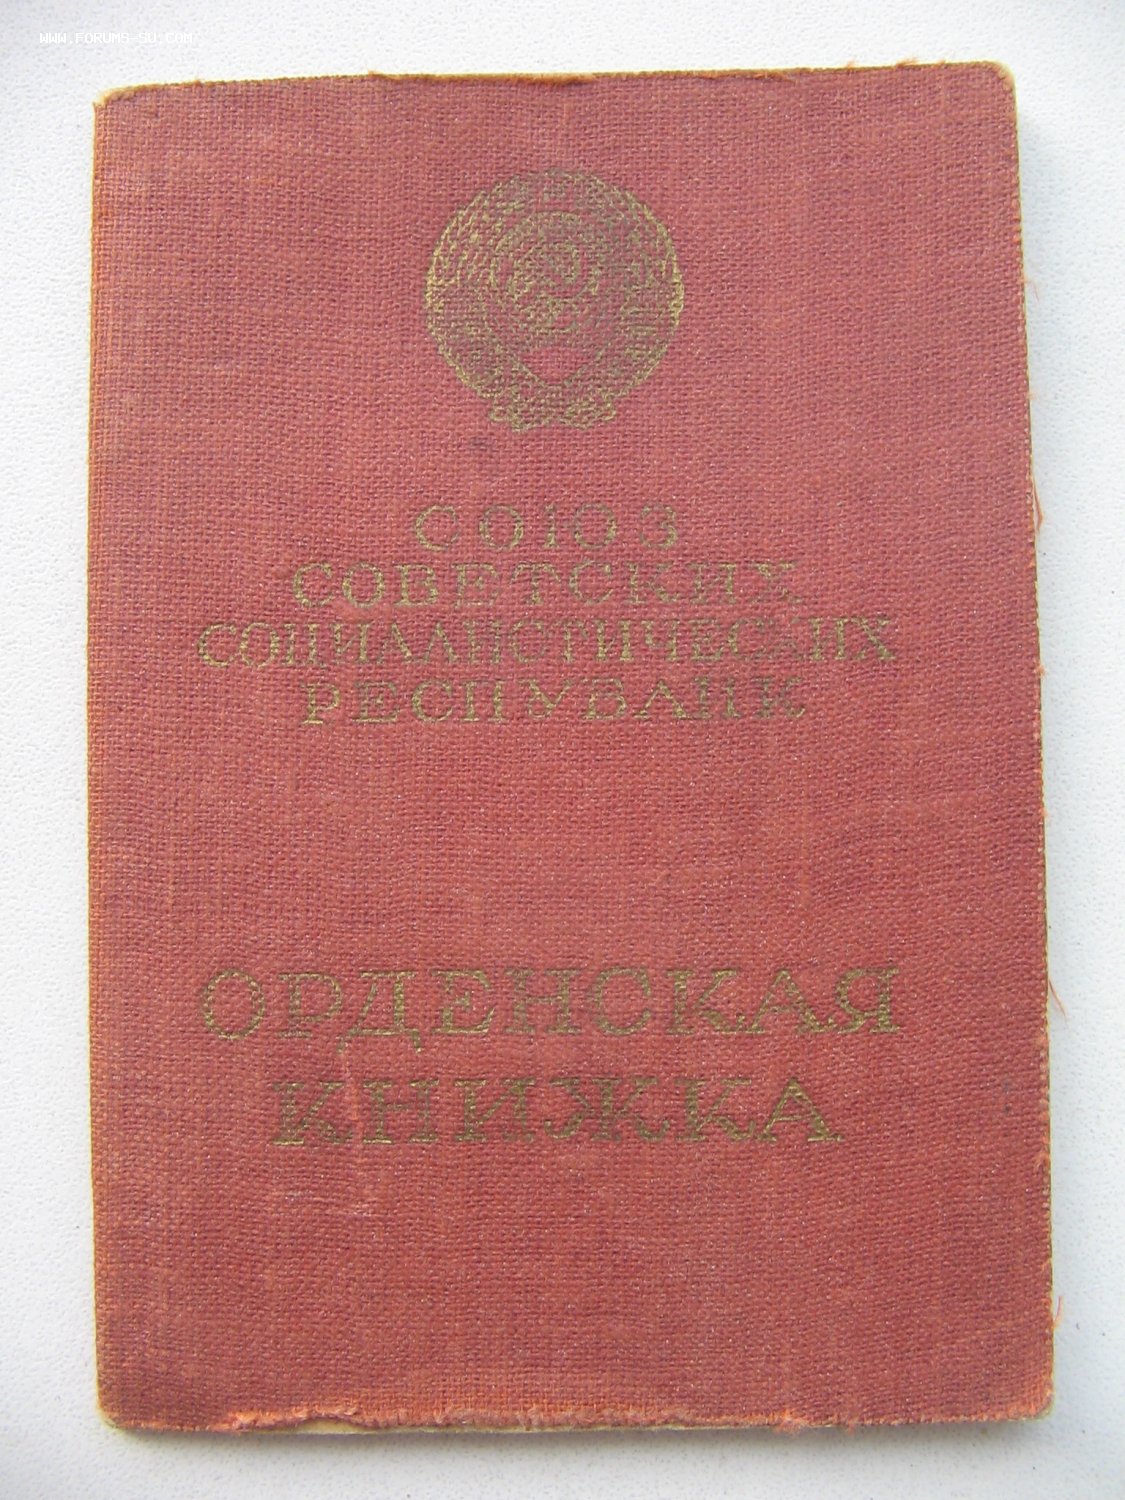 WWW.FORUMS-SU.COM
СОЮЗ
СОВЕТСКИХ
СОЦИАЛИСТИЧЕСКИХ
РЕСПУБЛИК
ОРДЕНСКАЯ
КНИЖКА